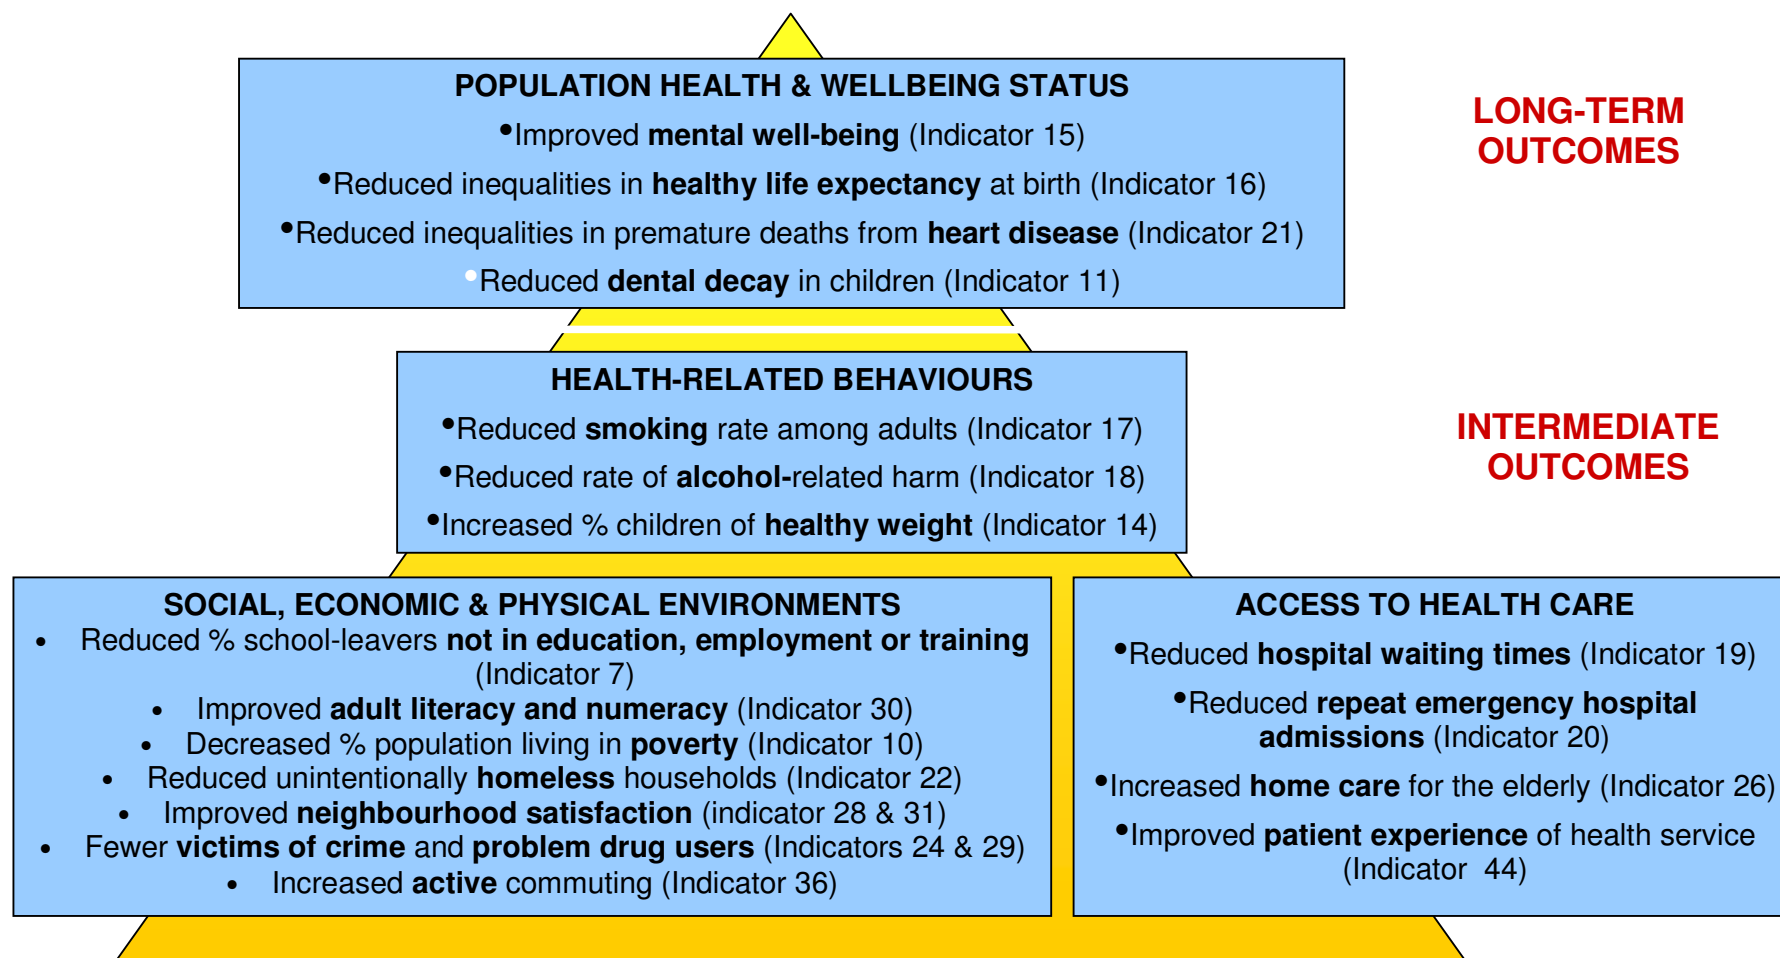 POPULATION HEALTH & WELLBEING STATUS
•Improved mental well-being (Indicator 15)
•Reduced inequalities in healthy life expectancy at birth (Indicator 16)
•Reduced inequalities in premature deaths from heart disease (Indicator 21)
•Reduced dental decay in children (Indicator 11)
LONG-TERM
OUTCOMES
HEALTH-RELATED BEHAVIOURS
•Reduced smoking rate among adults (Indicator 17)
•Reduced rate of alcohol-related harm (Indicator 18)
•Increased % children of healthy weight (Indicator 14)
INTERMEDIATE
OUTCOMES
SOCIAL, ECONOMIC & PHYSICAL ENVIRONMENTS
• Reduced % school-leavers not in education, employment or training
(Indicator 7)
• Improved adult literacy and numeracy (Indicator 30)
• Decreased % population living in poverty (Indicator 10)
• Reduced unintentionally homeless households (Indicator 22)
• Improved neighbourhood satisfaction (indicator 28 & 31)
• Fewer victims of crime and problem drug users (Indicators 24 & 29)
• Increased active commuting (Indicator 36)
ACCESS TO HEALTH CARE
•Reduced hospital waiting times (Indicator 19)
•Reduced repeat emergency hospital
admissions (Indicator 20)
•Increased home care for the elderly (Indicator 26)
•Improved patient experience of health service
(Indicator 44)